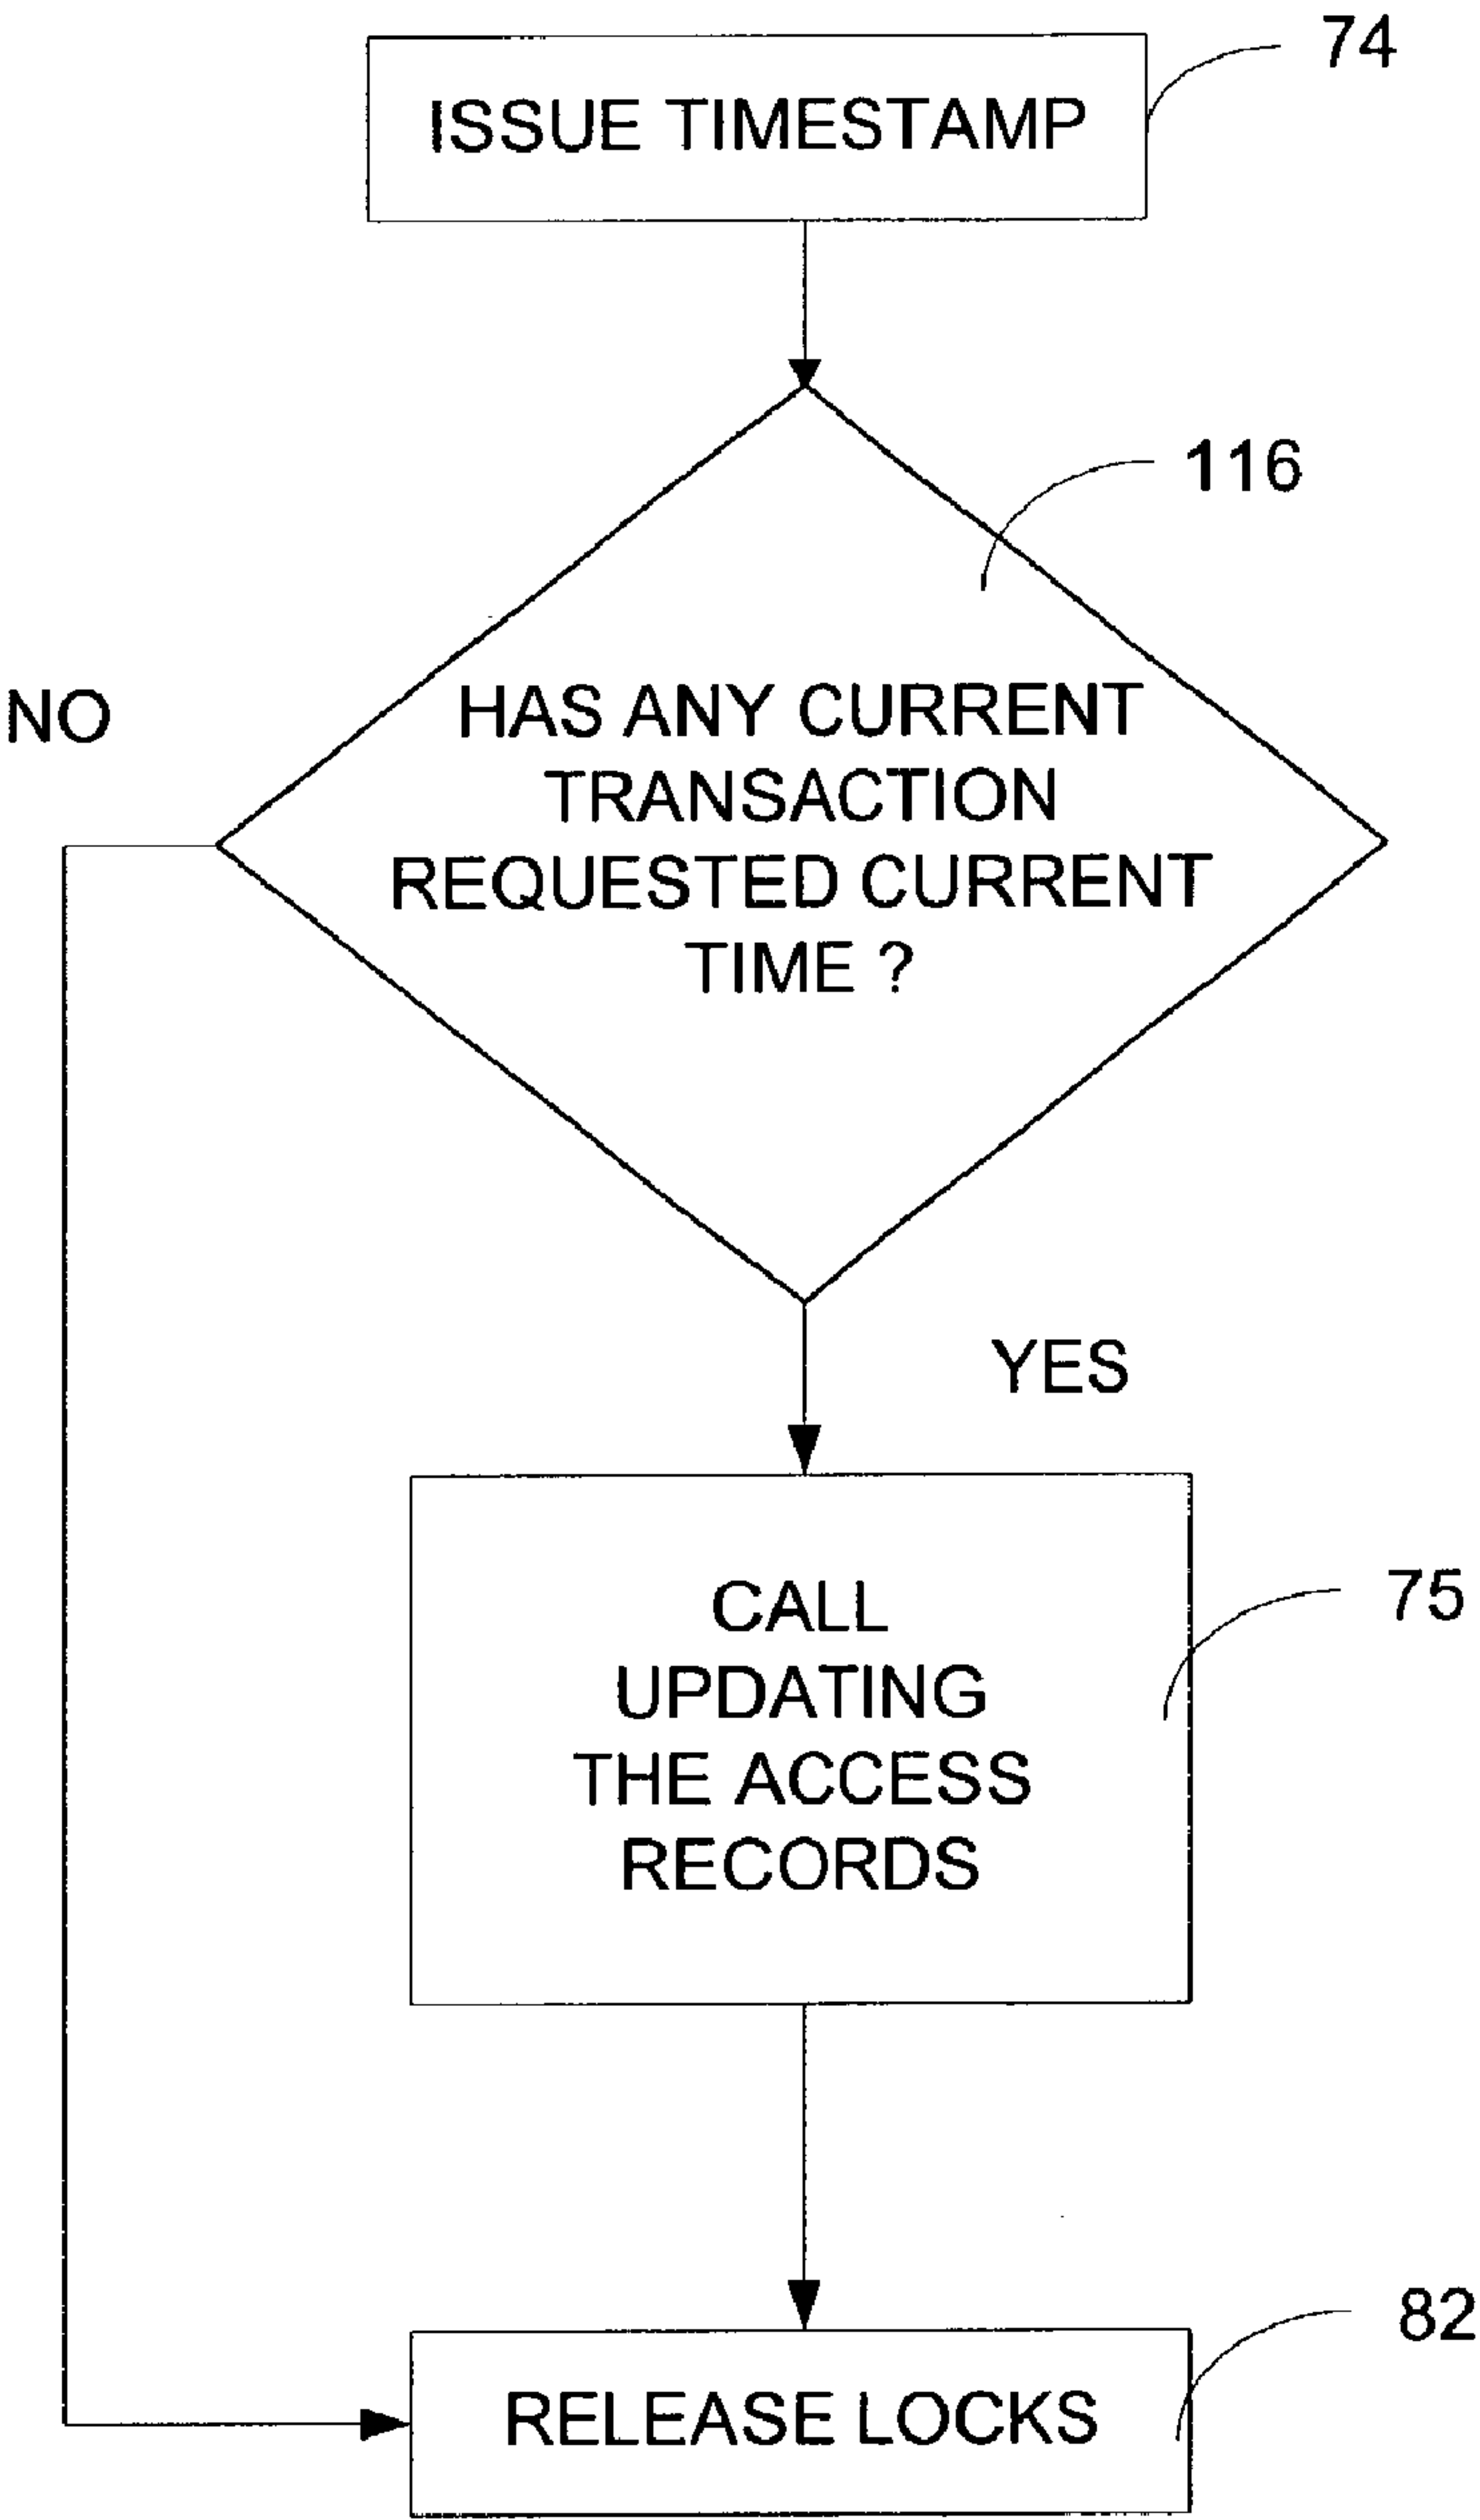 74
ISSUE TIMESTAMP
116
NO
HAS ANY CURRENT
TRANSACTION
REQUESTED CURRENT
TIME ?
YES
CALL
UPDATING
THE ACCESS
RECORDS
75
82
RELEASE LOCKS